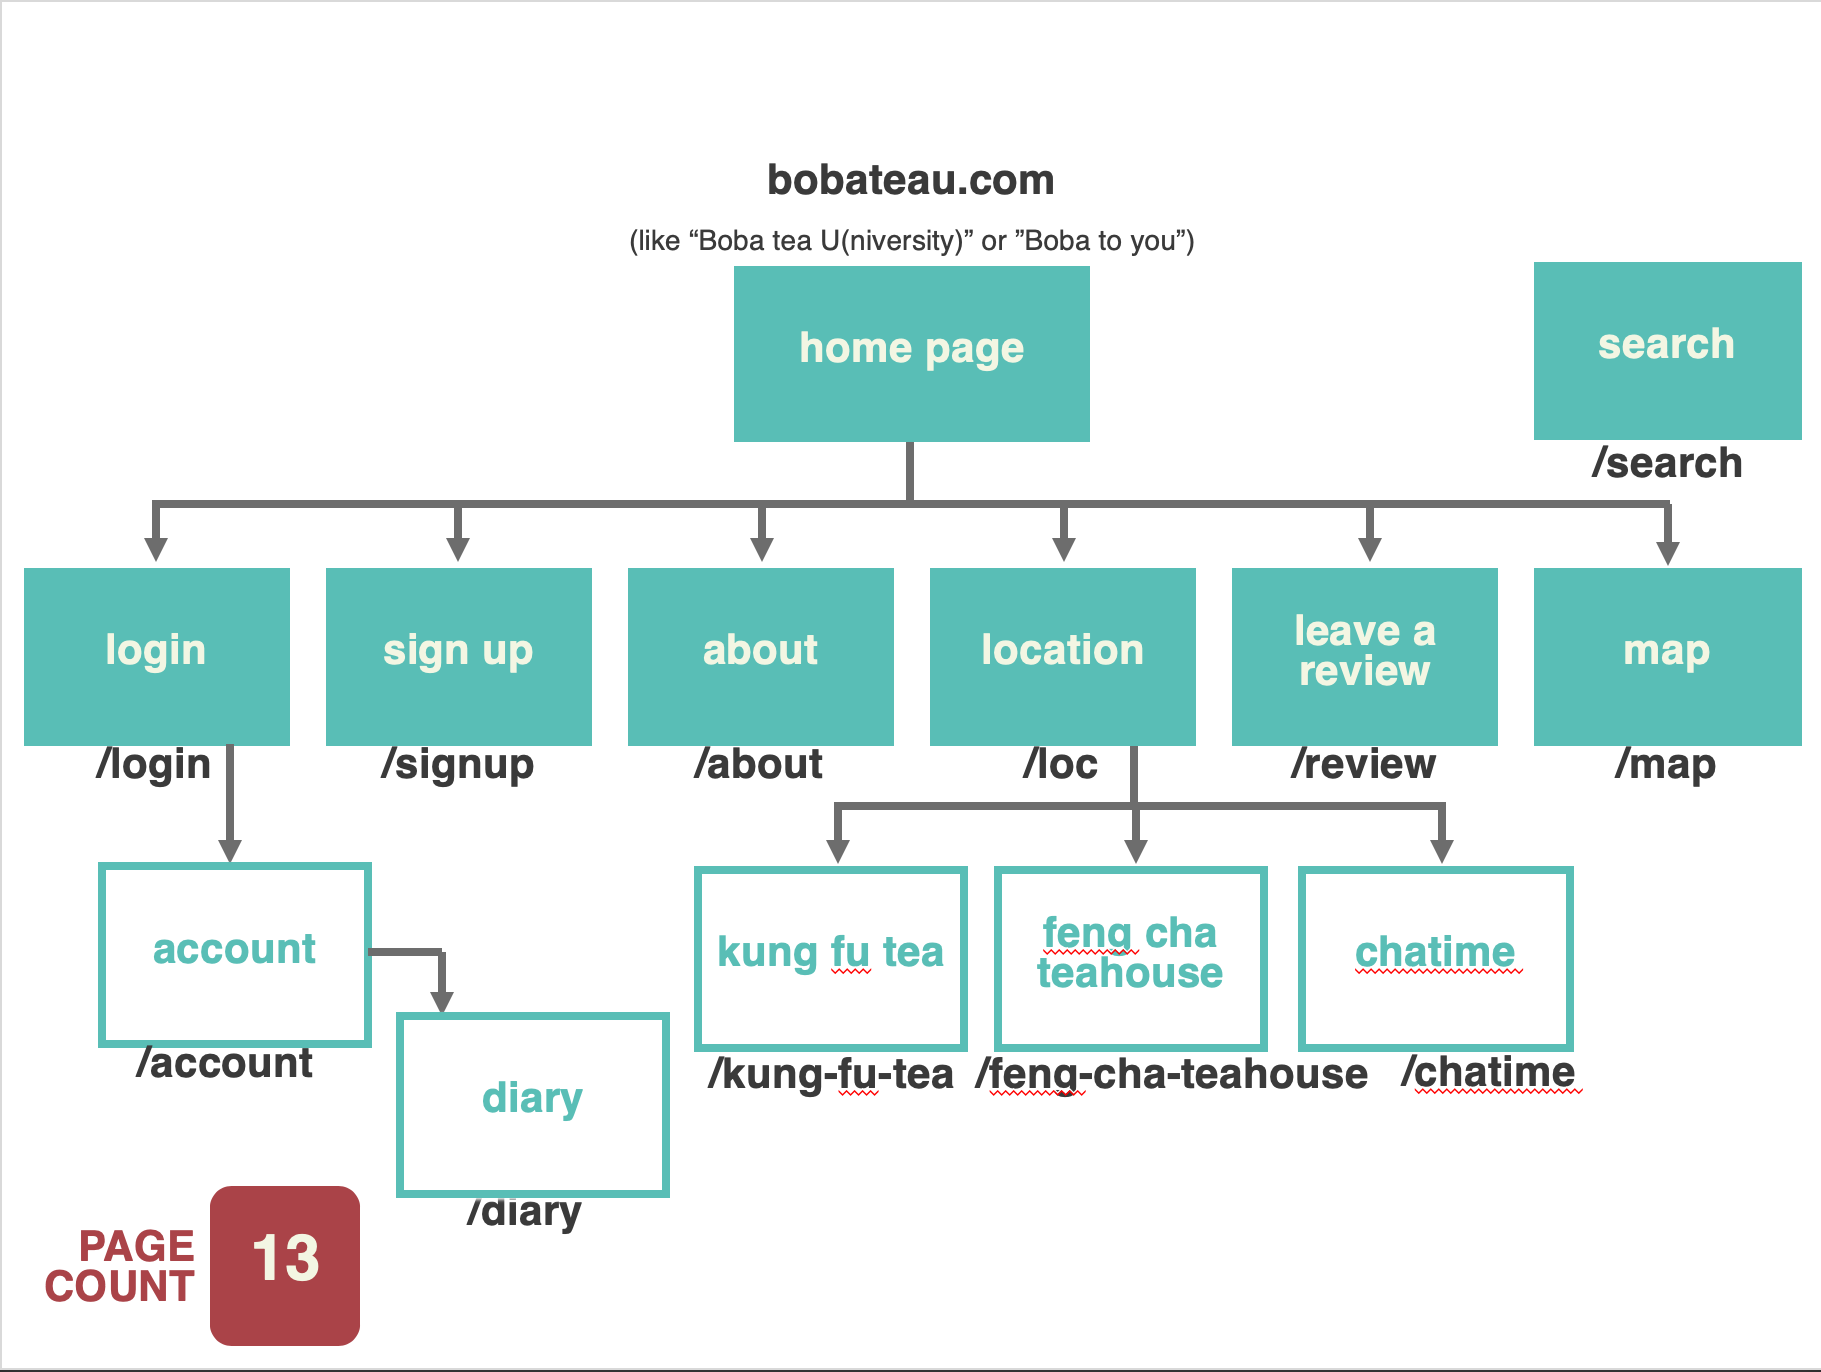 bobateau.com
(like “Boba tea U(niversity)” or ”Boba to you”)
home page
search
/search
login
sign up
about
location
leave a
review
map
/login
/signup
/about
/loc
/review
/map
account
kung fu tea
feng cha
teahouse
chatime
/account
/kung-fu-tea
/feng-cha-teahouse
/chatime
diary
/diary
PAGE
COUNT
13